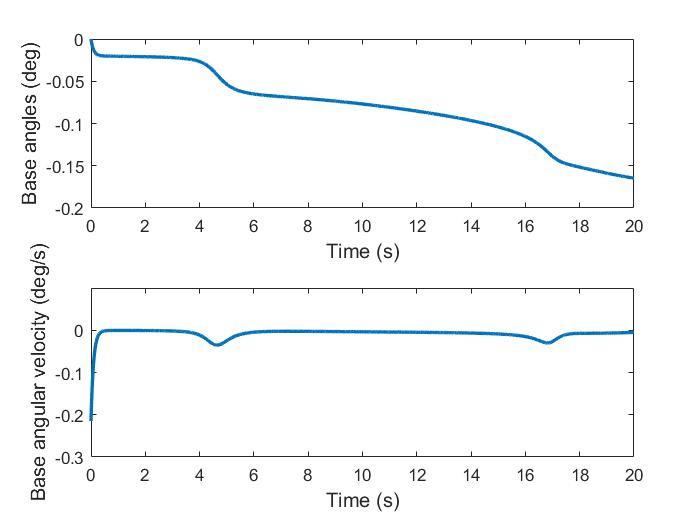 Base angles (deg)
0
-0.05
-0.1
-0.15
-0.2
0 2 4 6 8 10 12 14 16 18 20
Time (s)
Base angular velocity (deg/s)
0
-0.1
-0.2
-0.3
0 2 4 6 8 10 12 14 16 18 20
Time (s)